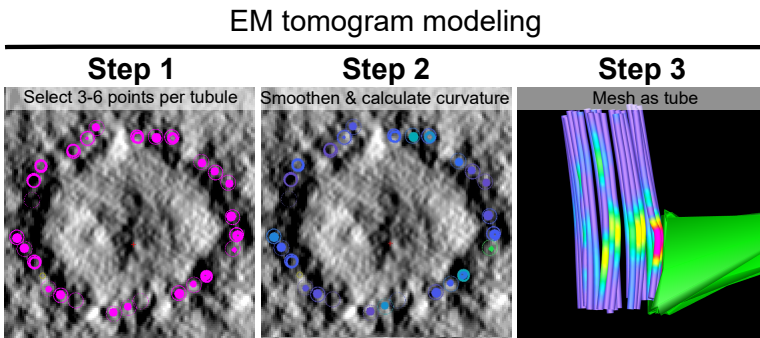 EM tomogram modeling
Step 1
Select 3-6 points per tubule
Step 2
Smoothen & calculate curvature
Step 3
Mesh as tube